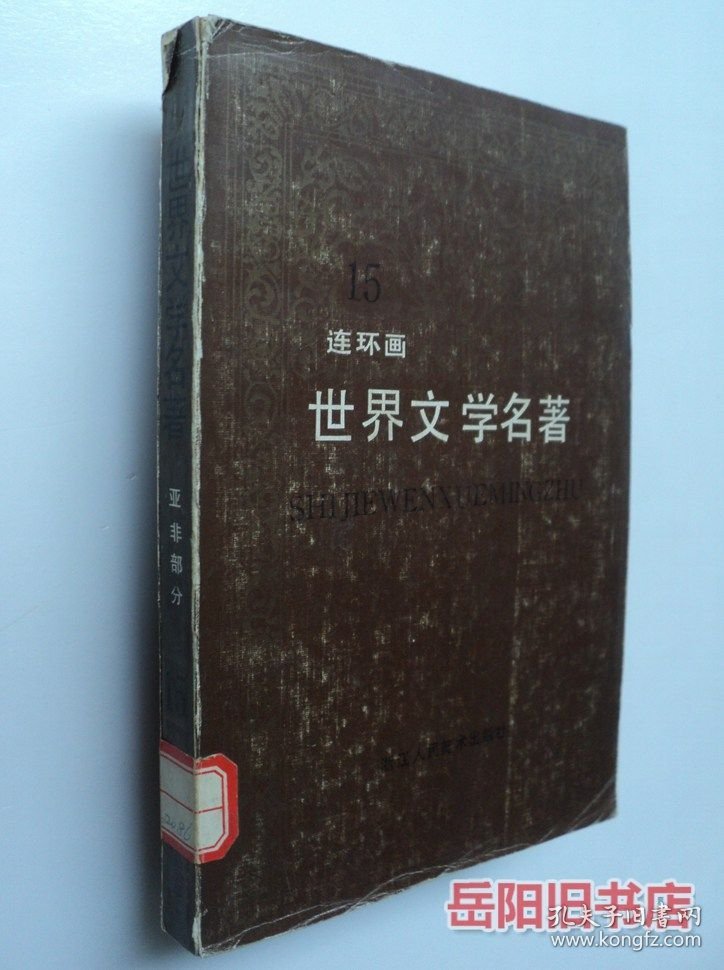 15
连环画
世界文学名著
SHIJIEWENXUEMINGZHU
浙江人民美术出版社
世界文学名著
亚非部分
15
岳阳旧书店
孔夫子旧书网
www.kongfz.com